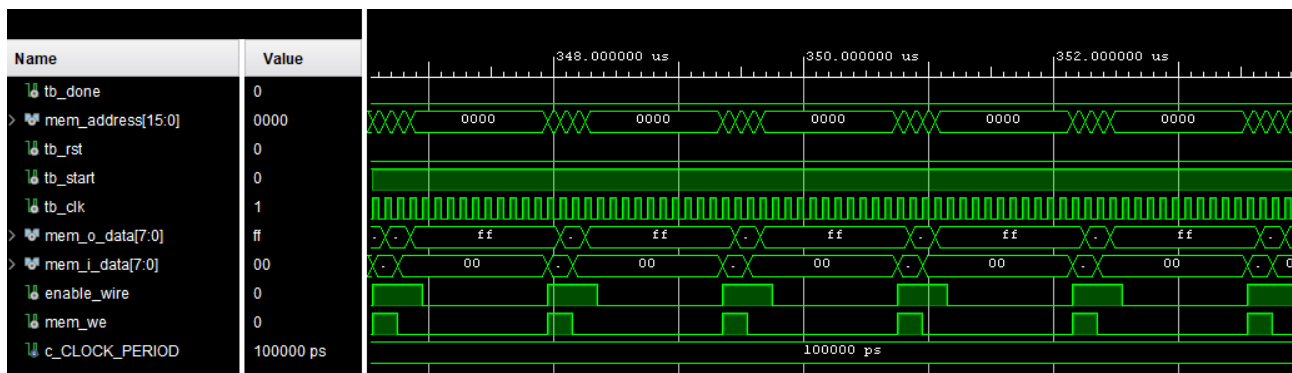 Name Value 348.000000 us 350.000000 us 352.000000 us
tb_done 0
mem_address[15:0] 0000 0000 0000 0000 0000 0000
tb_rst 0
tb_start 0
tb_clk 1
mem_o_data[7:0] ff ff ff ff ff ff
mem_i_data[7:0] 00 00 00 00 00 00
enable_wire 0
mem_we 0
c_CLOCK_PERIOD 100000 ps 100000 ps